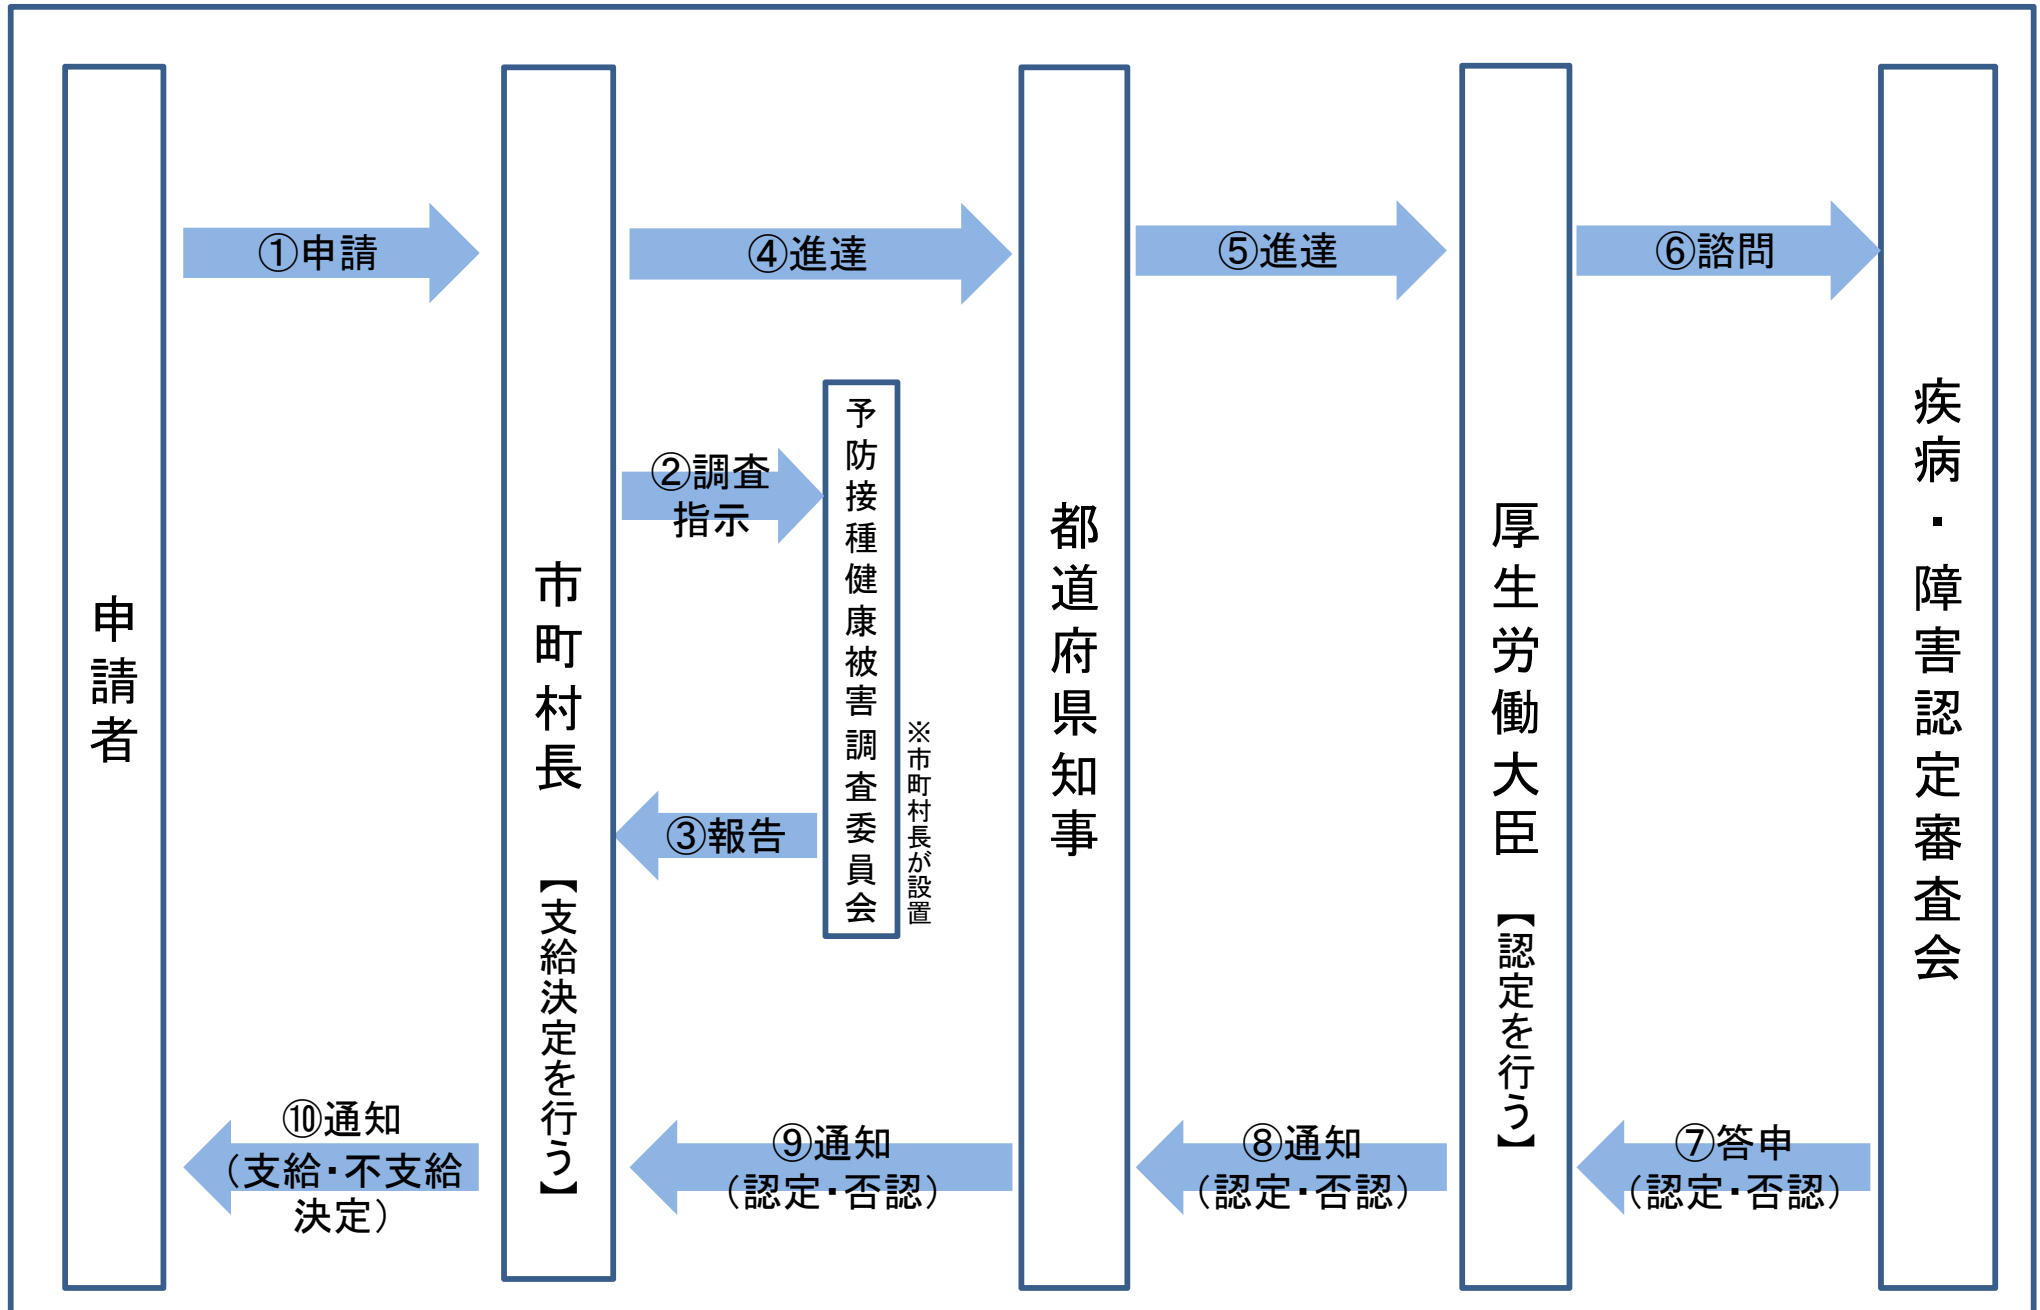 申請者
①申請
市町村長【支給決定を行う】
④進達
②調査
指示
予防接種健康被害調査委員会
※市町村長が設置
③報告
都道府県知事
⑤進達
厚生労働大臣【認定を行う】
⑥諮問
疾病・障害認定審査会
⑦答申
（認定・否認）
⑧通知
（認定・否認）
⑨通知
（認定・否認）
⑩通知
（支給・不支給
決定）